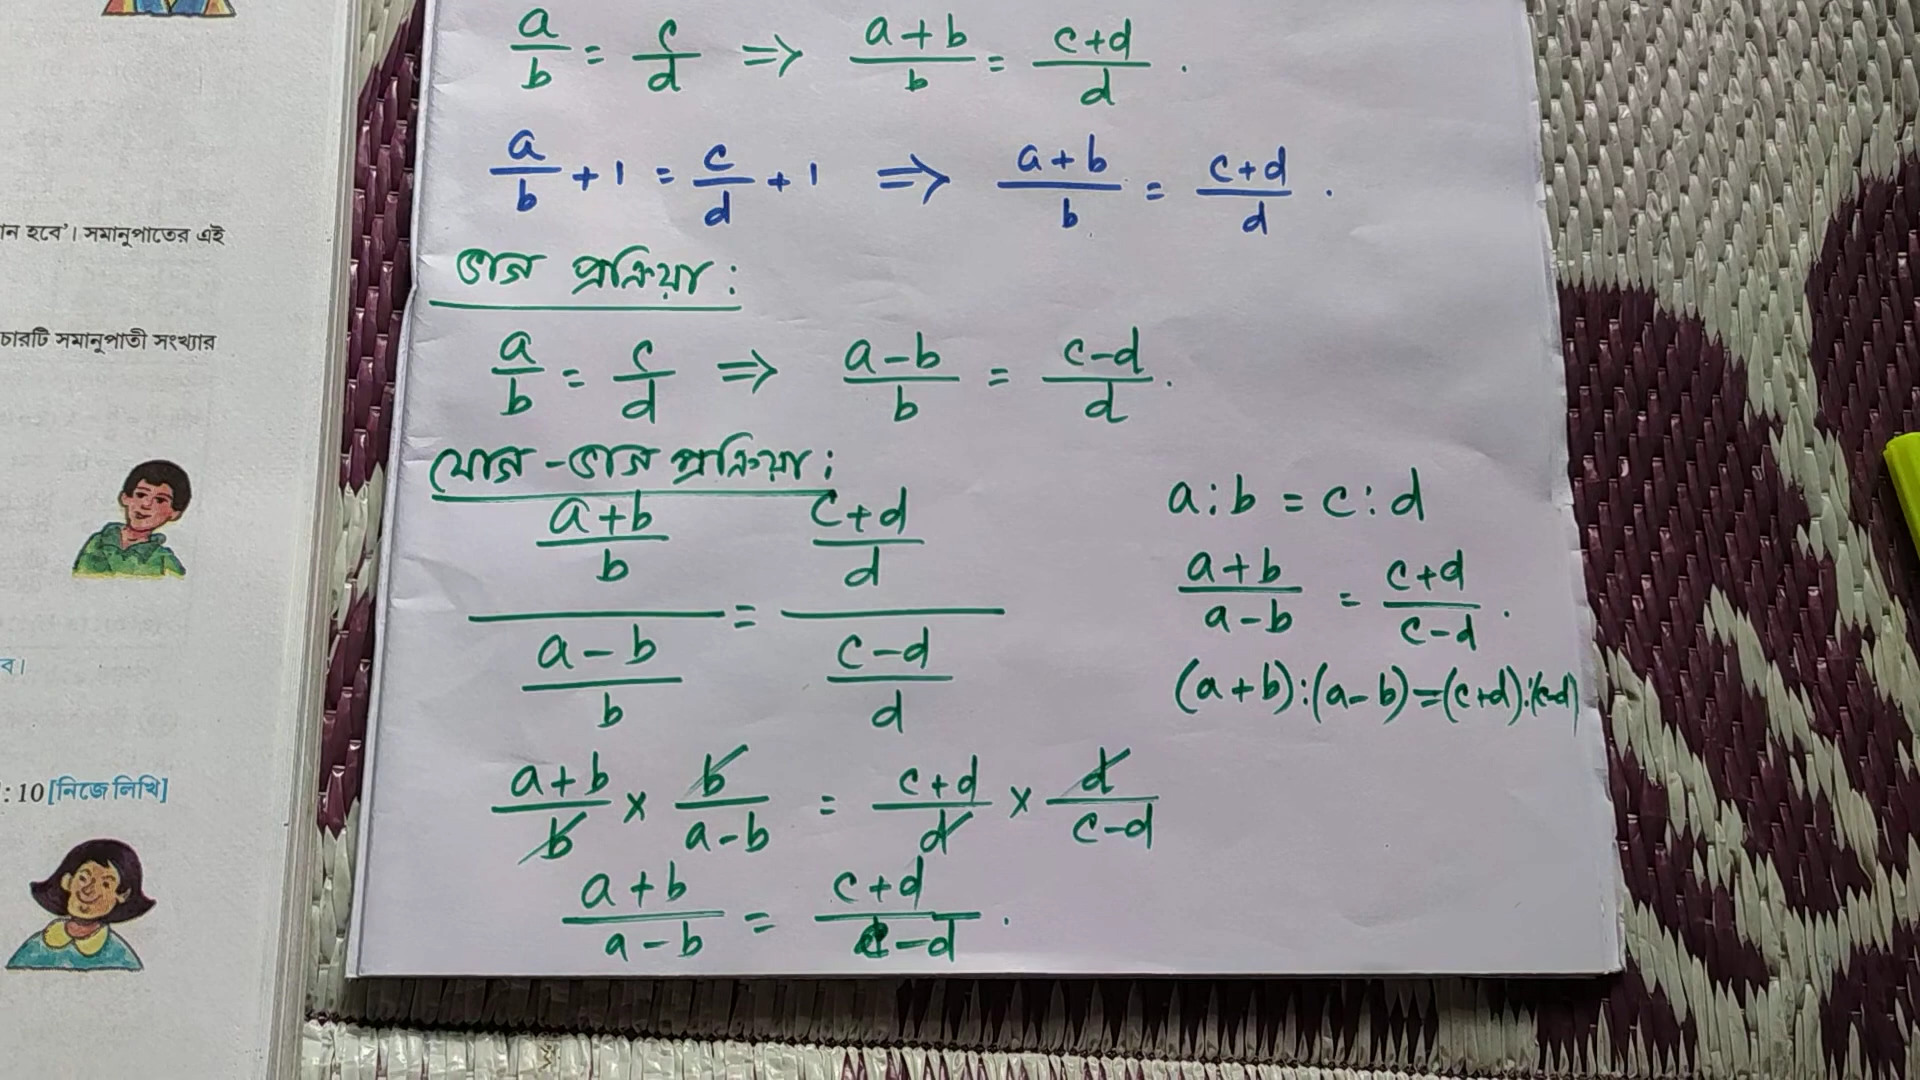 a/b = c/d ⇒ (a+b)/b = (c+d)/d .
a/b + 1 = c/d + 1 ⇒ (a+b)/b = (c+d)/d .
ন হবে'। সমানুপাতের এই
ভাগ প্রক্রিয়া :
চারটি সমানুপাতী সংখ্যার
a/b = c/d ⇒ (a-b)/b = (c-d)/d .
যোগ - ভাগ প্রক্রিয়া :
((a+b)/b)/((a-b)/b) = ((c+d)/d)/((c-d)/d)
a : b = c : d
(a+b)/(a-b) = (c+d)/(c-d) .
(a+b):(a-b)=(c+d):(c-d)
ব।
(a+b)/b × b/(a-b) = (c+d)/d × d/(c-d)
: 10 [নিজে লিখি]
(a+b)/(a-b) = (c+d)/(c-d) .